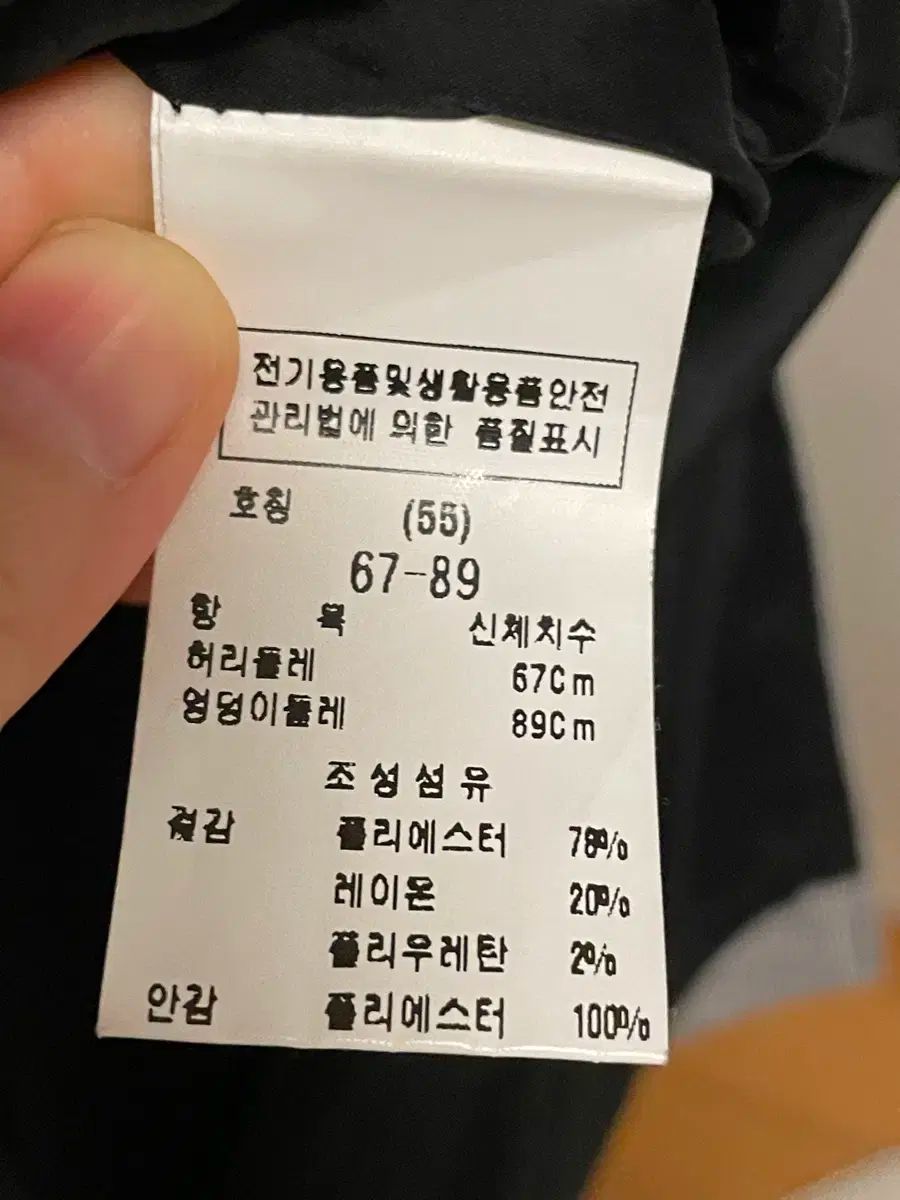 전기용품및생활용품안전
관리법에 의한 품질표시
호칭 (55)
67-89
항 목 신체치수
허리둘레 67Cm
엉덩이둘레 89Cm
조성섬유
겉감 폴리에스터 78%
레이온 20%
폴리우레탄 2%
안감 폴리에스터 100%